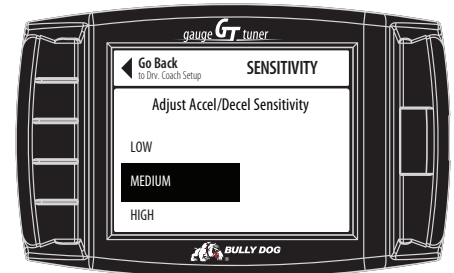 gauge GT tuner
Go Back
to Drv. Coach Setup
SENSITIVITY
Adjust Accel/Decel Sensitivity
LOW
MEDIUM
HIGH
BULLY DOG